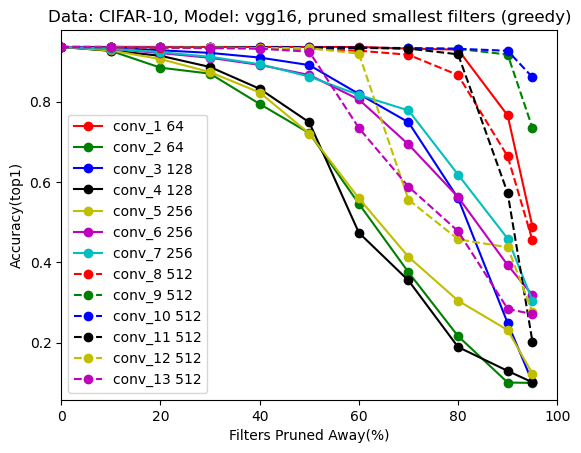 Data: CIFAR-10, Model: vgg16, pruned smallest filters (greedy)
Accuracy(top1)
0.8
0.6
0.4
0.2
conv_1 64
conv_2 64
conv_3 128
conv_4 128
conv_5 256
conv_6 256
conv_7 256
conv_8 512
conv_9 512
conv_10 512
conv_11 512
conv_12 512
conv_13 512
0 20 40 60 80 100
Filters Pruned Away(%)